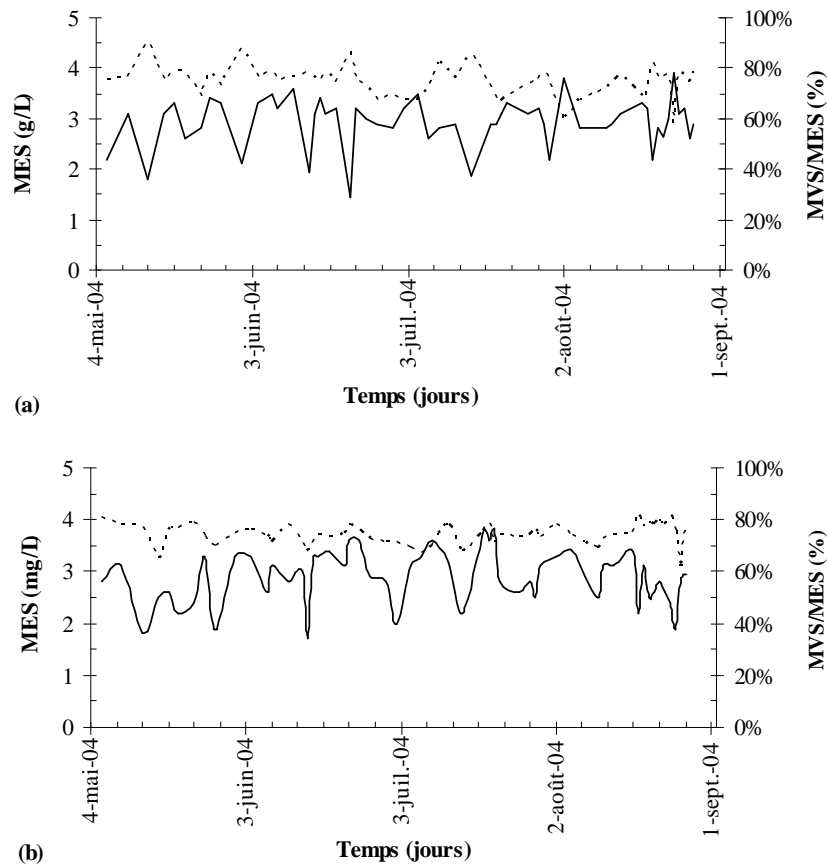 MES (g/L)
5
4
3
2
1
0
100%
80%
60%
40%
20%
0%
MVS/MES (%)
4-mai-04
3-juin-04
3-juil.-04
2-août-04
1-sept.-04
Temps (jours)
(a)
MES (mg/L)
5
4
3
2
1
0
100%
80%
60%
40%
20%
0%
MVS/MES (%)
4-mai-04
3-juin-04
3-juil.-04
2-août-04
1-sept.-04
Temps (jours)
(b)